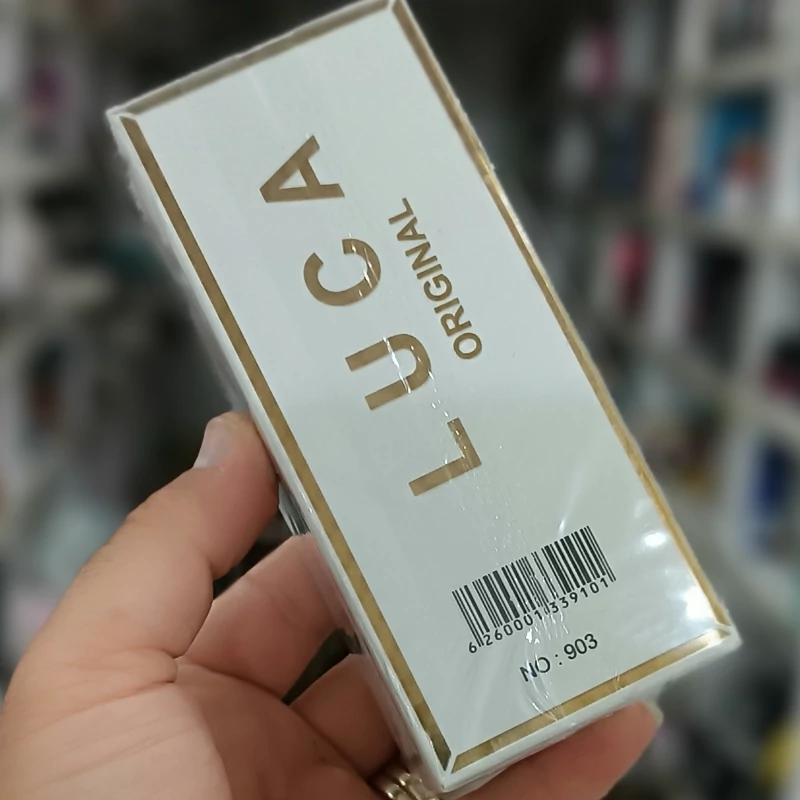 LUCA
ORIGINAL
6260001339101
NO : 903